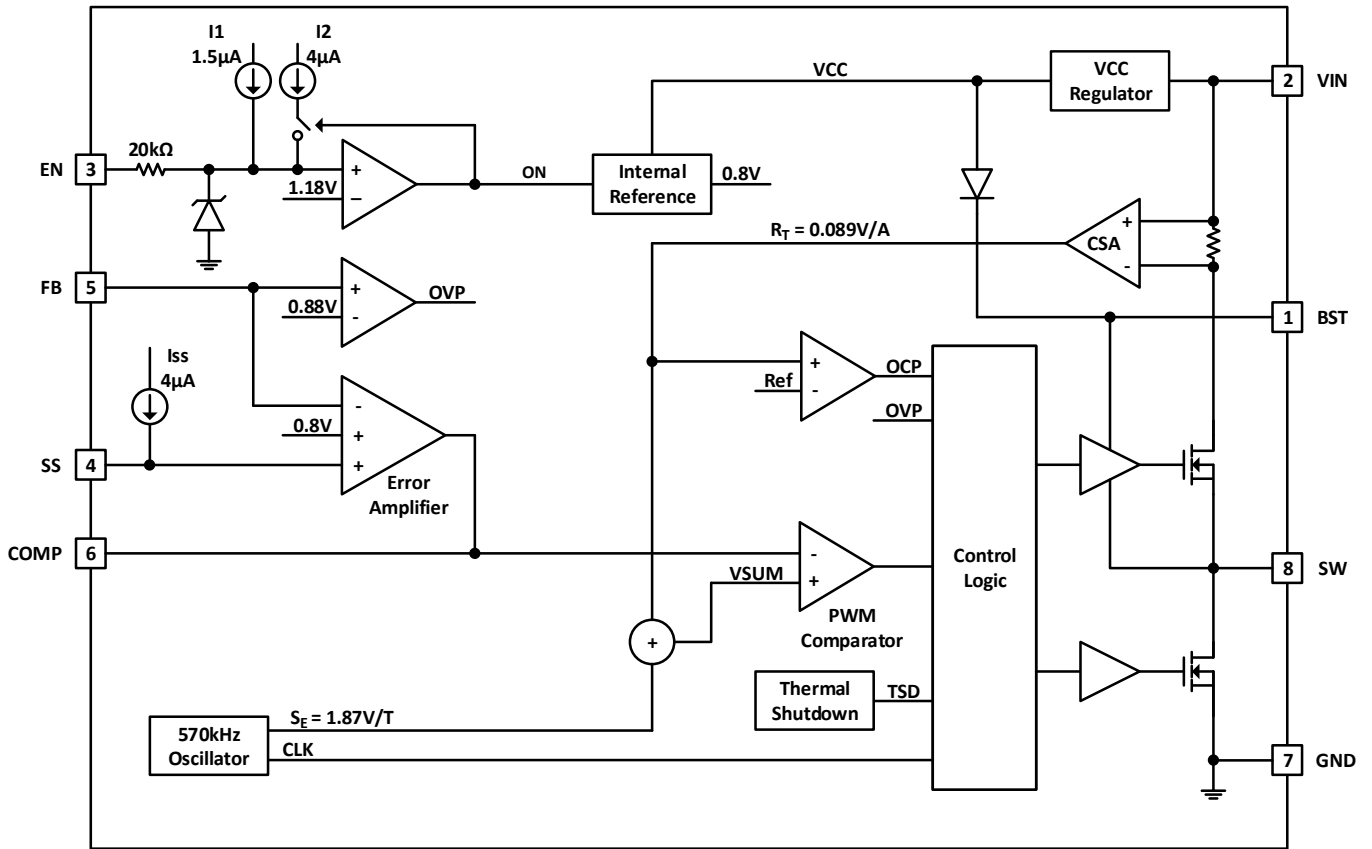 I1
1.5µA
I2
4µA
VCC
VCC
Regulator
2 VIN
EN 3
20kΩ
+
1.18V
−
ON
Internal
Reference
0.8V
R_T = 0.089V/A
CSA
+
-
FB 5
+
0.88V
-
OVP
1 BST
Iss
4µA
+
Ref
-
OCP
OVP
-
0.8V
+
SS 4
+
Error
Amplifier
COMP 6
-
VSUM
+
PWM
Comparator
Control
Logic
8 SW
+
Thermal
Shutdown
TSD
570kHz
Oscillator
S_E = 1.87V/T
CLK
7 GND